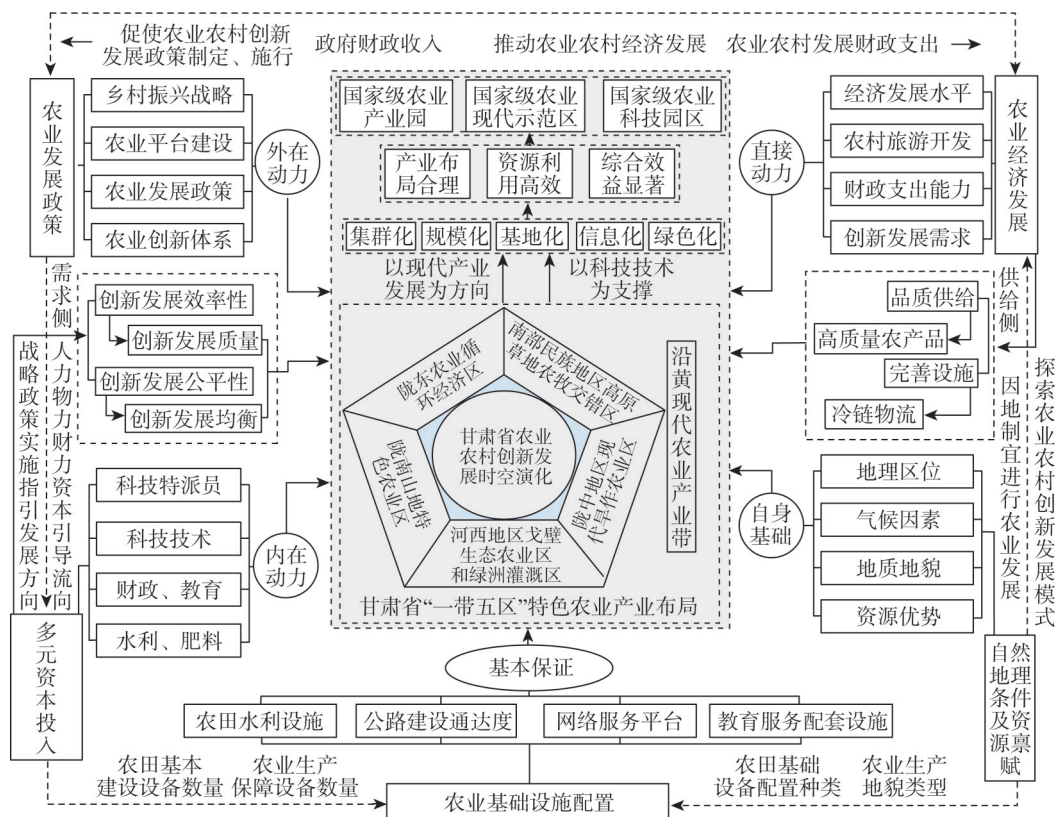 促使农业农村创新
发展政策制定、施行
政府财政收入
推动农业农村经济发展
农业农村发展财政支出
农业发展政策
乡村振兴战略
农业平台建设
农业发展政策
农业创新体系
外在
动力
国家级农业
产业园
国家级农业
现代示范区
国家级农业
科技园区
产业布
局合理
资源利
用高效
综合效
益显著
集群化
规模化
基地化
信息化
绿色化
以现代产业
发展为方向
以科技技术
为支撑
直接
动力
经济发展水平
农村旅游开发
财政支出能力
创新发展需求
农业经济发展
需求侧
创新发展效率性
创新发展质量
创新发展公平性
创新发展均衡
战略政策实施指引发展方向
人力物力财力资本引导流向
陇东农业循
环经济区
南部民族地区高原
草地农牧交错区
陇南山地特
色农业区
甘肃省农业
农村创新发
展时空演化
陇中地区现
代旱作农业区
河西地区戈壁
生态农业区
和绿洲灌溉区
沿黄现代农业产业带
甘肃省“一带五区”特色农业产业布局
供给侧
品质供给
高质量农产品
完善设施
冷链物流
因地制宜进行农业发展
探索农业农村创新发展模式
科技特派员
科技技术
财政、教育
水利、肥料
内在
动力
自身
基础
地理区位
气候因素
地质地貌
资源优势
多元资本投入
自地条及源
然理件资禀赋
基本保证
农田水利设施
公路建设通达度
网络服务平台
教育服务配套设施
农田基本
建设设备数量
农业生产
保障设备数量
农田基础
设备配置种类
农业生产
地貌类型
农业基础设施配置